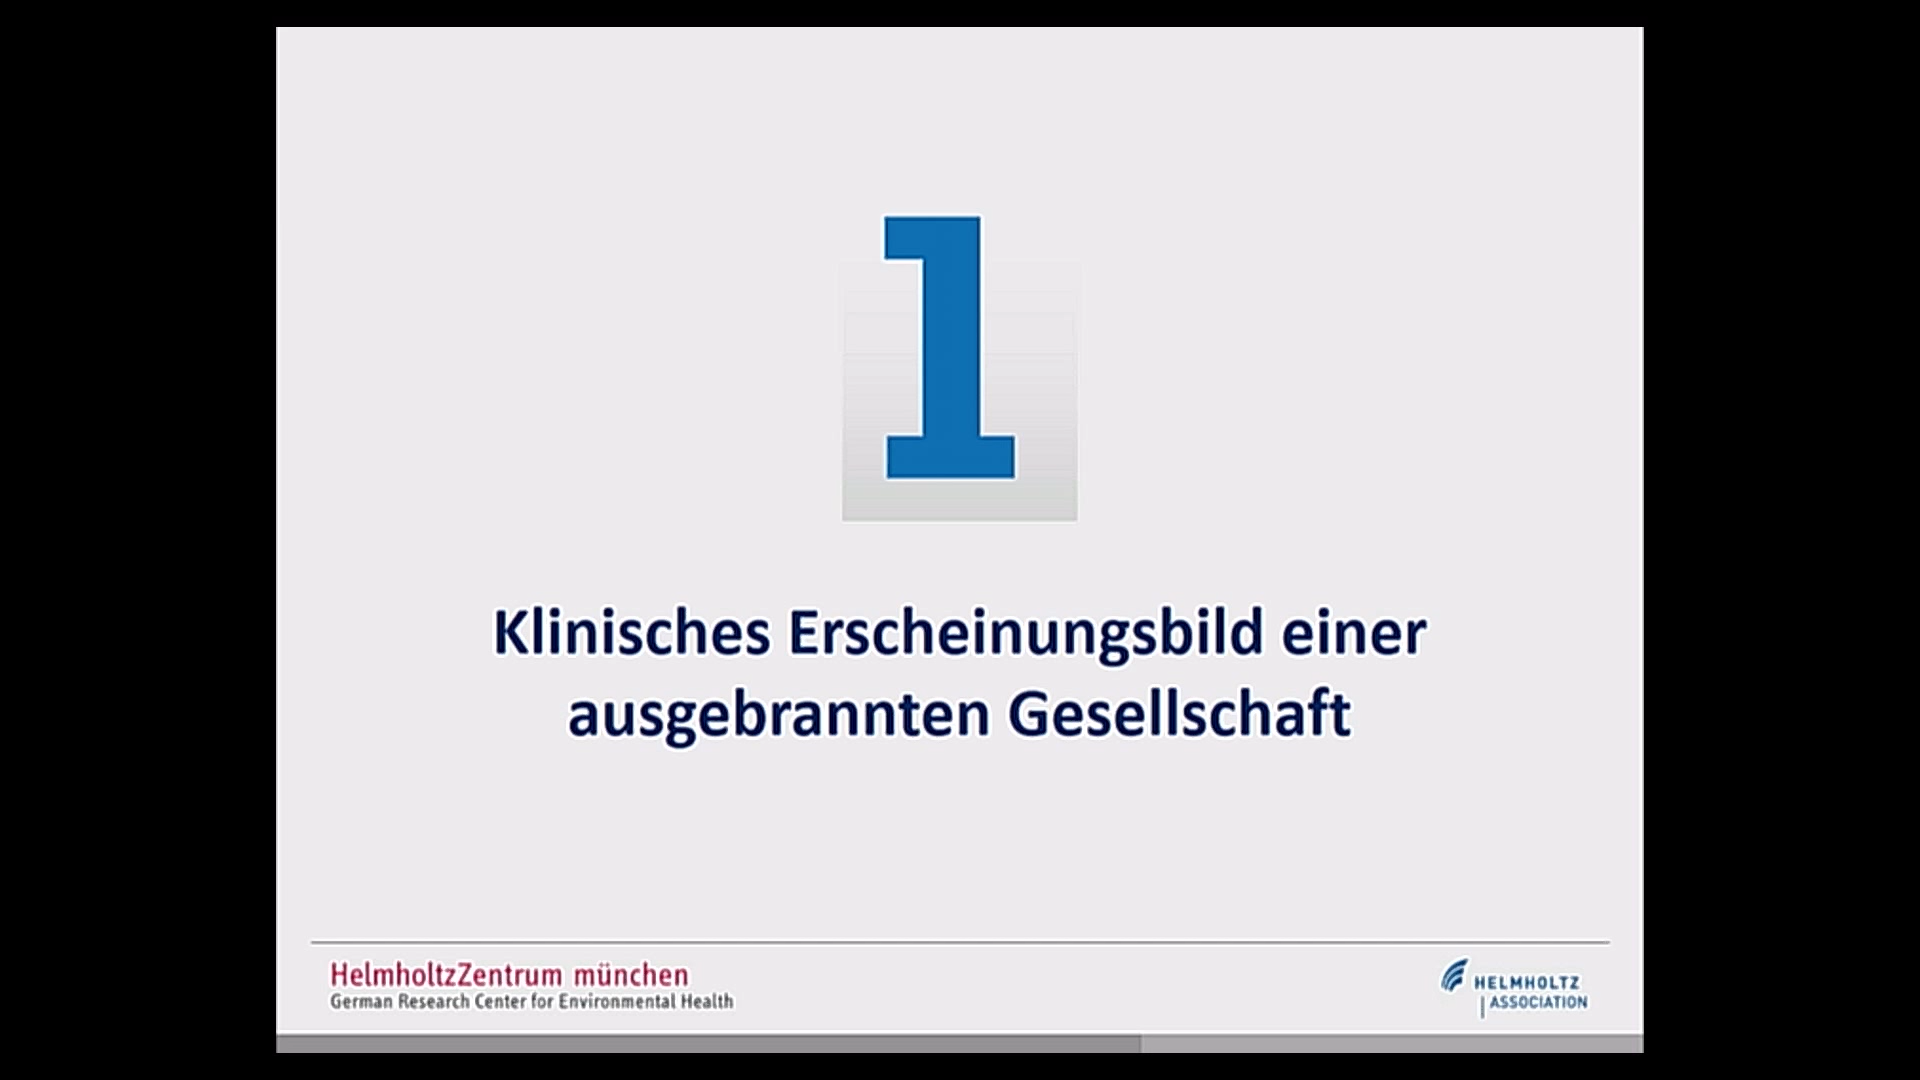 1
Klinisches Erscheinungsbild einer
ausgebrannten Gesellschaft
HelmholtzZentrum münchen
German Research Center for Environmental Health
HELMHOLTZ
ASSOCIATION